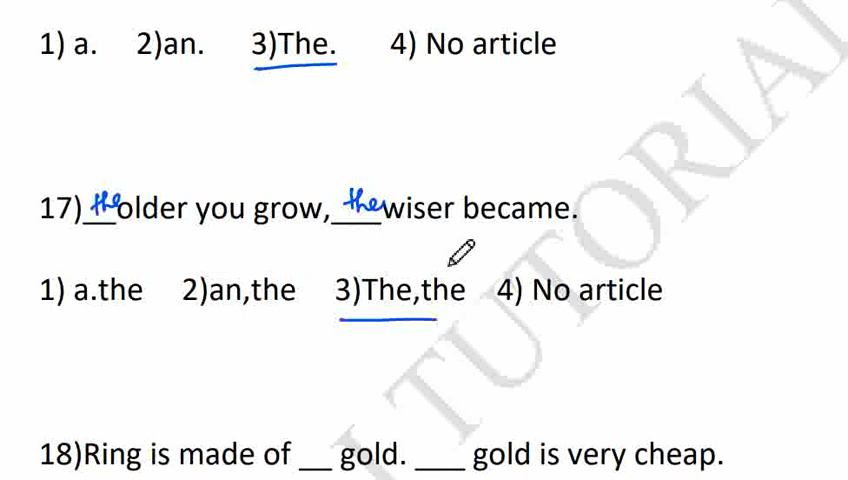 1) a. 2)an. 3)The. 4) No article
17)the older you grow, the wiser became.
1) a.the 2)an,the 3)The,the 4) No article
18)Ring is made of __ gold. ___ gold is very cheap.
TUTORIAL